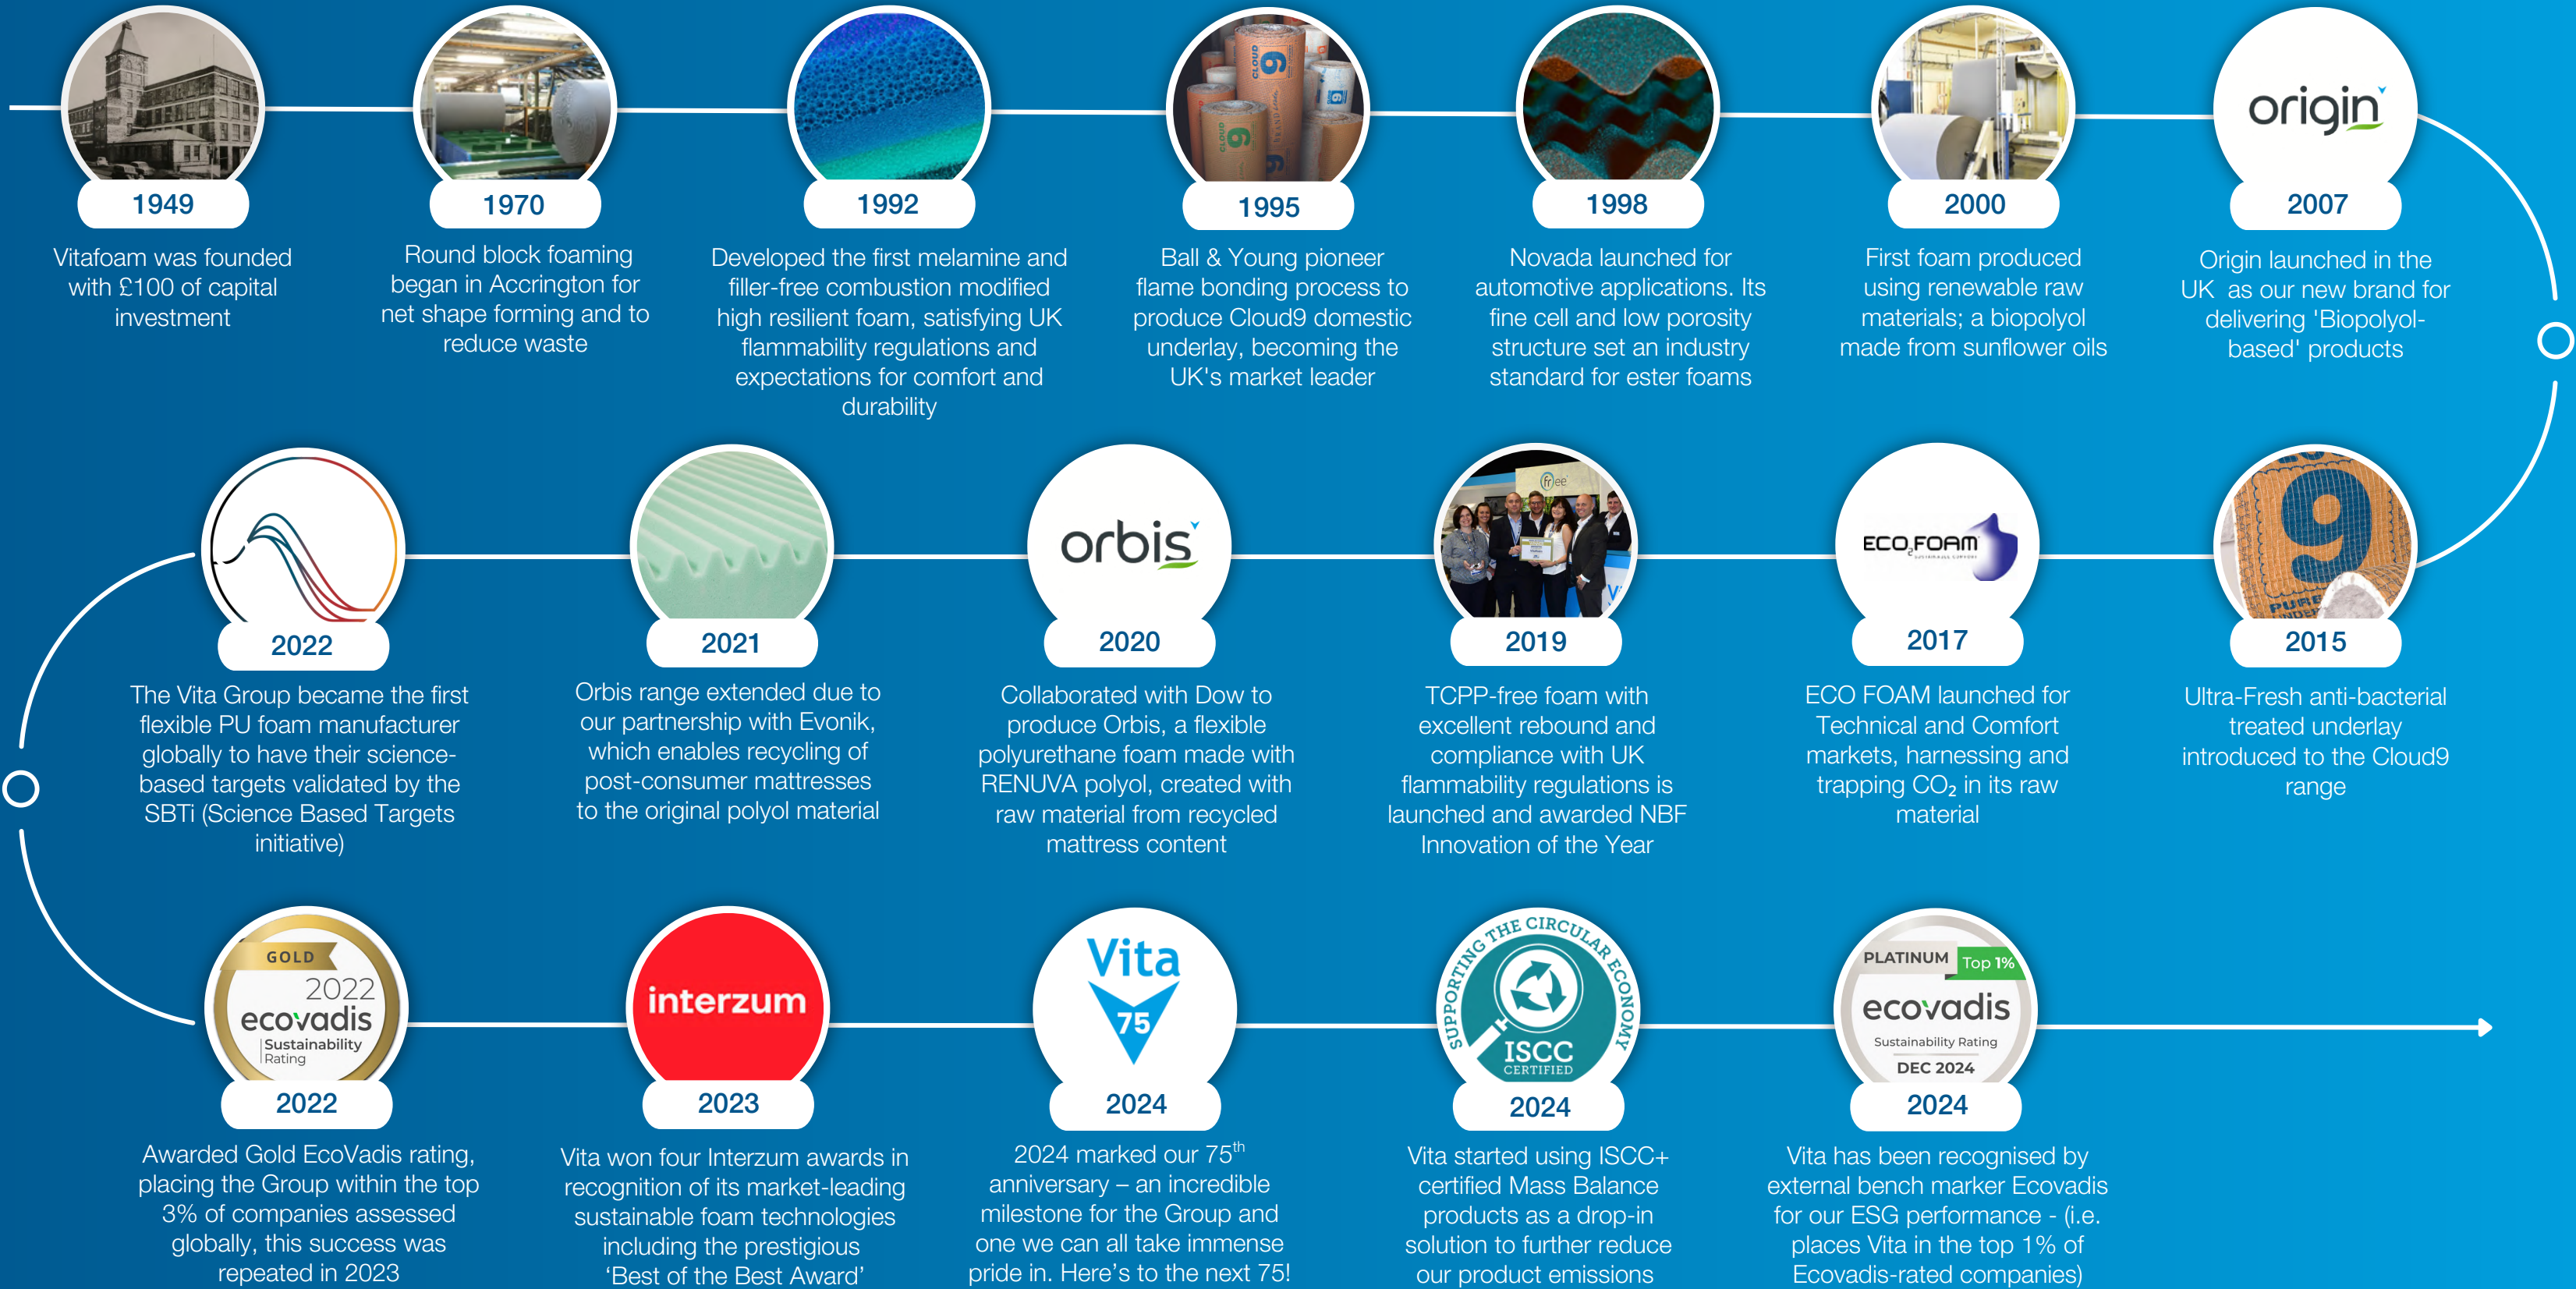 CLOUD
9
CLOUD
9
9
9
origin
1949
1970
1992
1995
1998
2000
2007
Vitafoam was founded
with £100 of capital
investment
Round block foaming
began in Accrington for
net shape forming and to
reduce waste
Developed the first melamine and
filler-free combustion modified
high resilient foam, satisfying UK
flammability regulations and
expectations for comfort and
durability
Ball & Young pioneer
flame bonding process to
produce Cloud9 domestic
underlay, becoming the
UK's market leader
Novada launched for
automotive applications. Its
fine cell and low porosity
structure set an industry
standard for ester foams
First foam produced
using renewable raw
materials; a biopolyol
made from sunflower oils
Origin launched in the
UK as our new brand for
delivering 'Biopolyol-
based' products
9
PURE
2015
Ultra-Fresh anti-bacterial
treated underlay
introduced to the Cloud9
range
ECO2FOAM
2017
ECO FOAM launched for
Technical and Comfort
markets, harnessing and
trapping CO₂ in its raw
material
free
2019
TCPP-free foam with
excellent rebound and
compliance with UK
flammability regulations is
launched and awarded NBF
Innovation of the Year
orbis
2020
Collaborated with Dow to
produce Orbis, a flexible
polyurethane foam made with
RENUVA polyol, created with
raw material from recycled
mattress content
2021
Orbis range extended due to
our partnership with Evonik,
which enables recycling of
post-consumer mattresses
to the original polyol material
2022
The Vita Group became the first
flexible PU foam manufacturer
globally to have their science-
based targets validated by the
SBTi (Science Based Targets
initiative)
GOLD
2022
ecovadis
Sustainability
Rating
2022
Awarded Gold EcoVadis rating,
placing the Group within the top
3% of companies assessed
globally, this success was
repeated in 2023
interzum
2023
Vita won four Interzum awards in
recognition of its market-leading
sustainable foam technologies
including the prestigious
‘Best of the Best Award’
Vita
75
2024
2024 marked our 75th
anniversary – an incredible
milestone for the Group and
one we can all take immense
pride in. Here’s to the next 75!
SUPPORTING THE CIRCULAR ECONOMY
ISCC
CERTIFIED
2024
Vita started using ISCC+
certified Mass Balance
products as a drop-in
solution to further reduce
our product emissions
PLATINUM
Top 1%
ecovadis
Sustainability Rating
DEC 2024
2024
Vita has been recognised by
external bench marker Ecovadis
for our ESG performance - (i.e.
places Vita in the top 1% of
Ecovadis-rated companies)